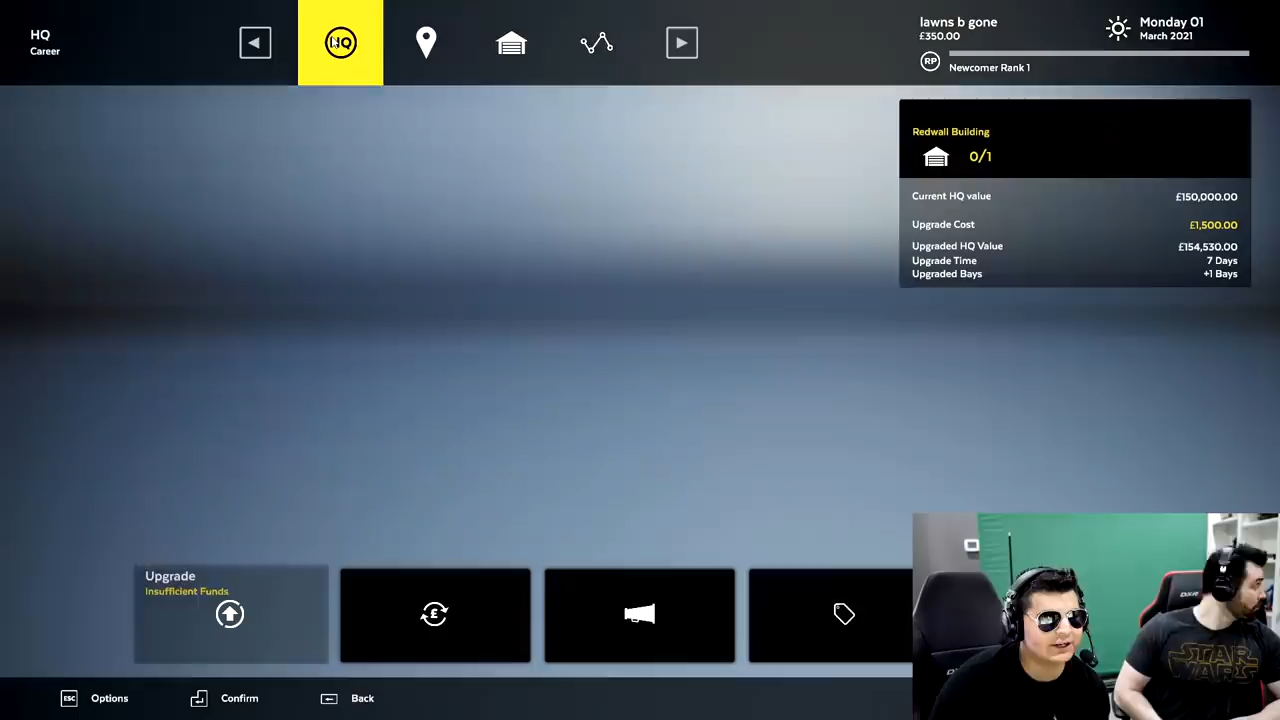 HQ
Career
HQ
lawns b gone
£350.00
Monday 01
March 2021
RP
Newcomer Rank 1
Redwall Building
0/1
Current HQ value £150,000.00
Upgrade Cost £1,500.00
Upgraded HQ Value £154,530.00
Upgrade Time 7 Days
Upgraded Bays +1 Bays
Upgrade
Insufficient Funds
£
ESC Options
Confirm
Back
STAR
WARS